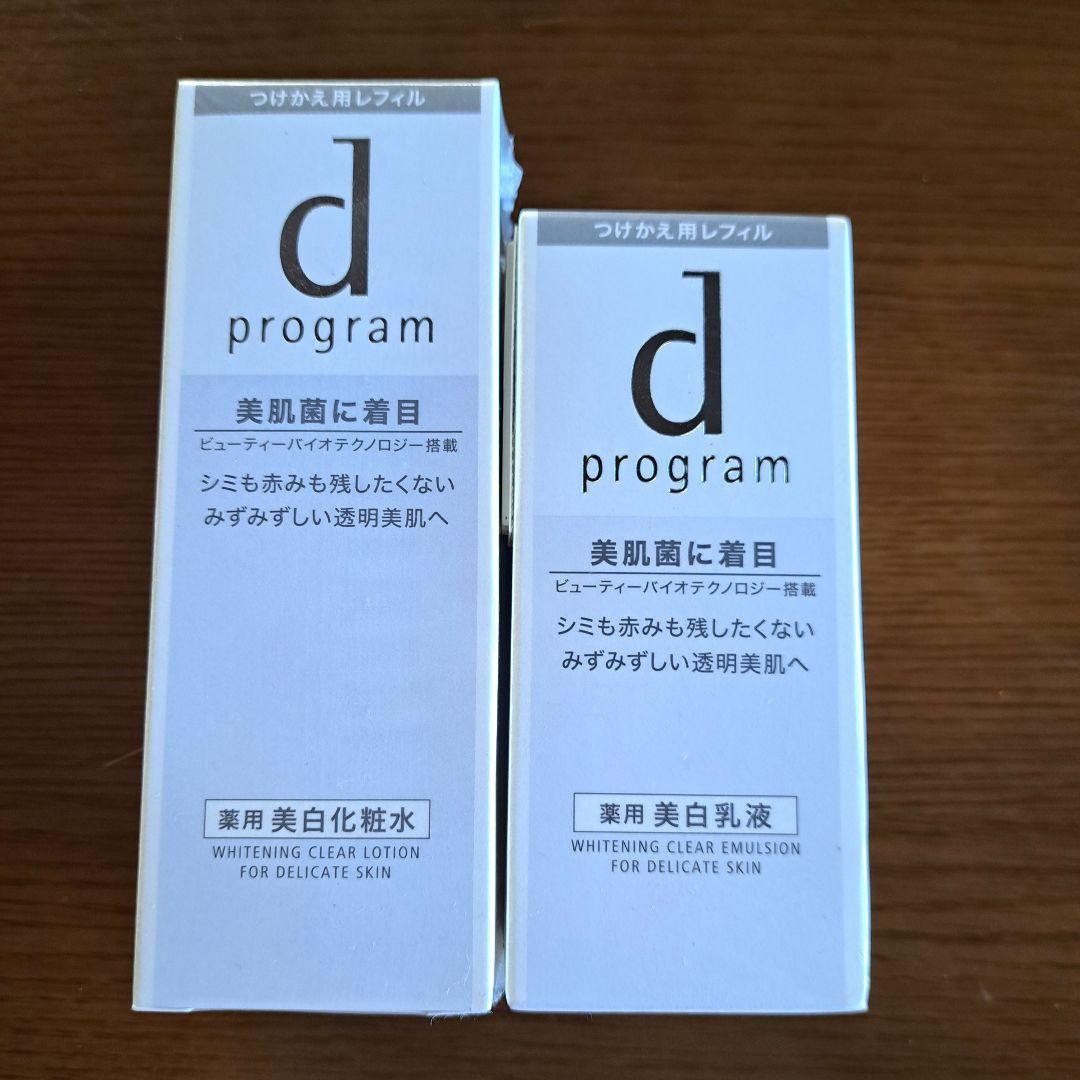 つけかえ用レフィル
d
program
美肌菌に着目
ビューティーバイオテクノロジー搭載
シミも赤みも残したくない
みずみずしい透明美肌へ
薬用 美白化粧水
WHITENING CLEAR LOTION
FOR DELICATE SKIN
つけかえ用レフィル
d
program
美肌菌に着目
ビューティーバイオテクノロジー搭載
シミも赤みも残したくない
みずみずしい透明美肌へ
薬用 美白乳液
WHITENING CLEAR EMULSION
FOR DELICATE SKIN